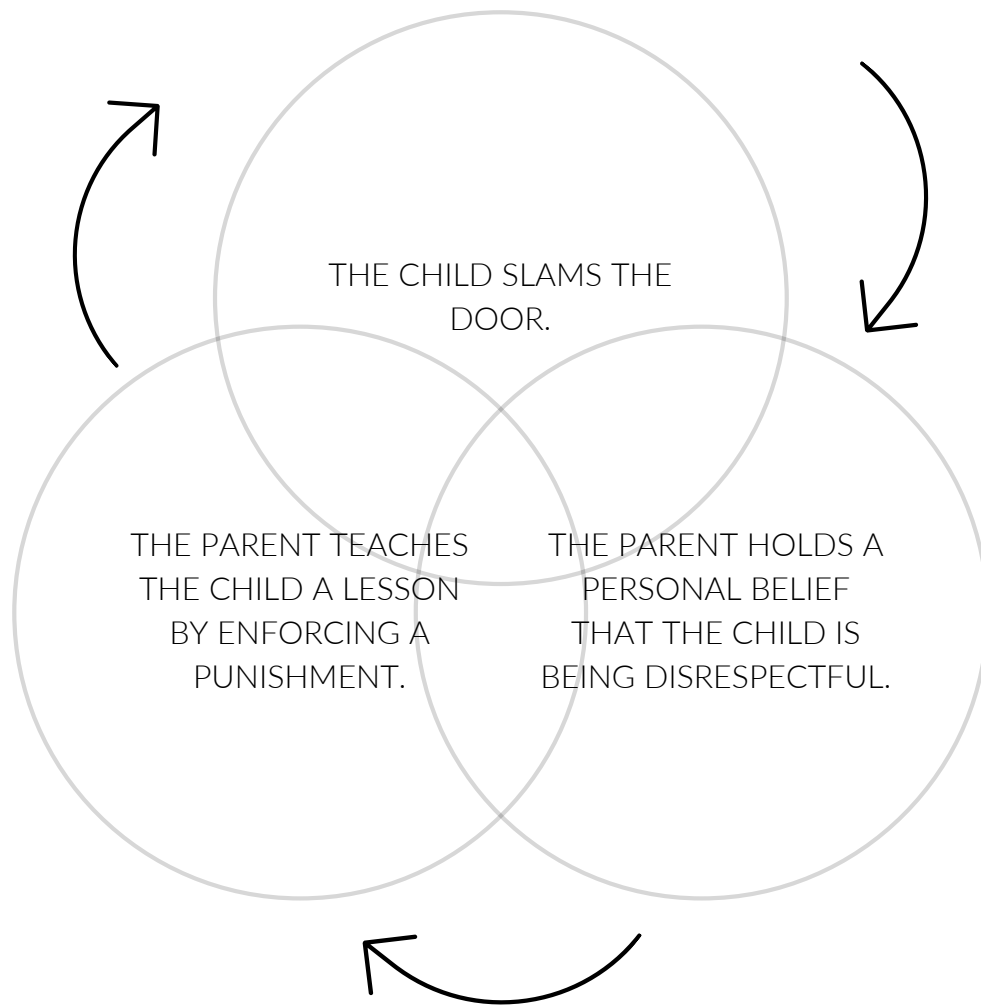 THE CHILD SLAMS THE
DOOR.
THE PARENT TEACHES
THE CHILD A LESSON
BY ENFORCING A
PUNISHMENT.
THE PARENT HOLDS A
PERSONAL BELIEF
THAT THE CHILD IS
BEING DISRESPECTFUL.